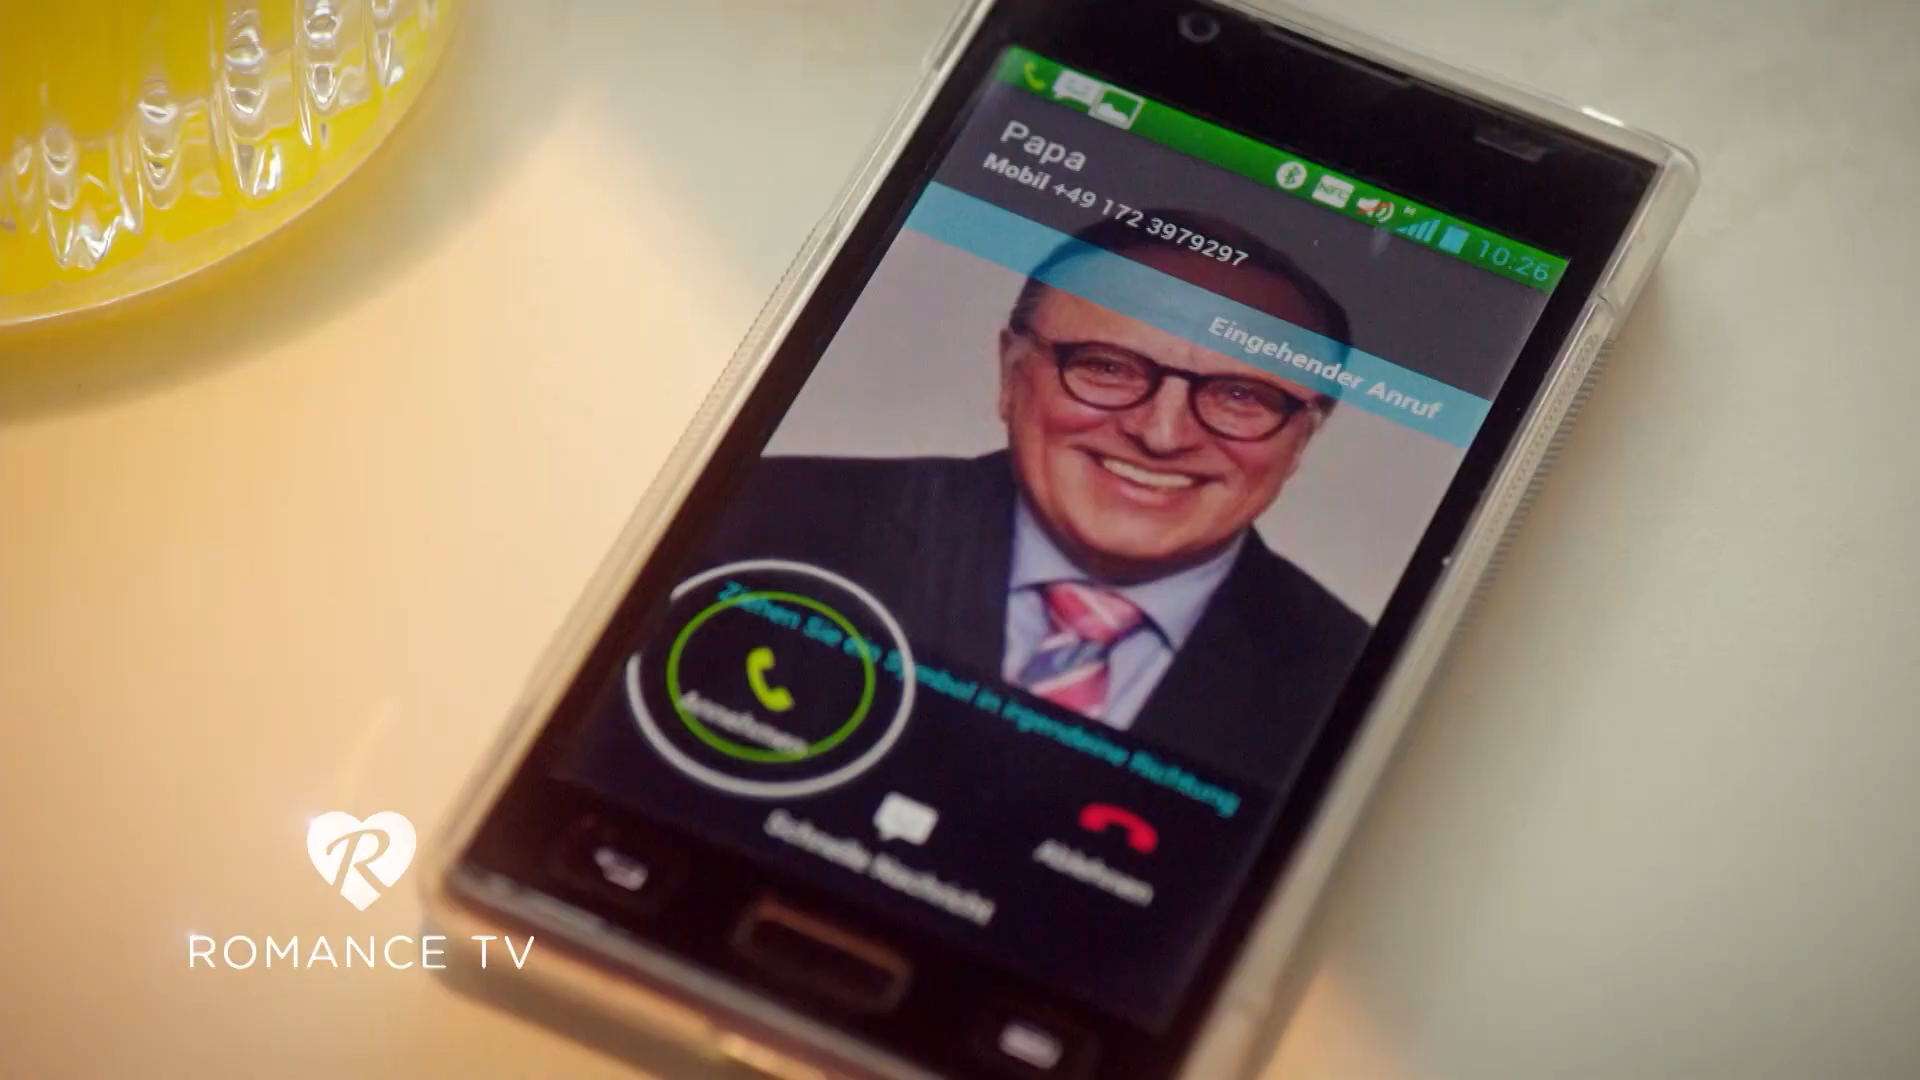 NFC
10:26
Papa
Mobil +49 172 3979297
Eingehender Anruf
Ziehen Sie ein Symbol in irgendeine Richtung
Annehmen
Schnelle Nachricht
Ablehnen
R
ROMANCE TV